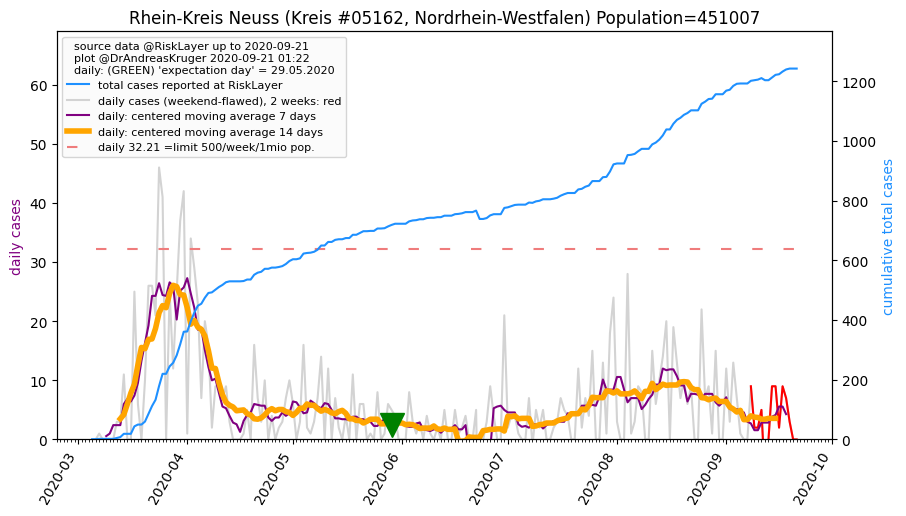 Rhein-Kreis Neuss (Kreis #05162, Nordrhein-Westfalen) Population=451007
source data @RiskLayer up to 2020-09-21
plot @DrAndreasKruger 2020-09-21 01:22
daily: (GREEN) 'expectation day' = 29.05.2020
total cases reported at RiskLayer
daily cases (weekend-flawed), 2 weeks: red
daily: centered moving average 7 days
daily: centered moving average 14 days
daily 32.21 =limit 500/week/1mio pop.
daily cases
60
50
40
30
20
10
0
cumulative total cases
1200
1000
800
600
400
200
0
2020-03
2020-04
2020-05
2020-06
2020-07
2020-08
2020-09
2020-10